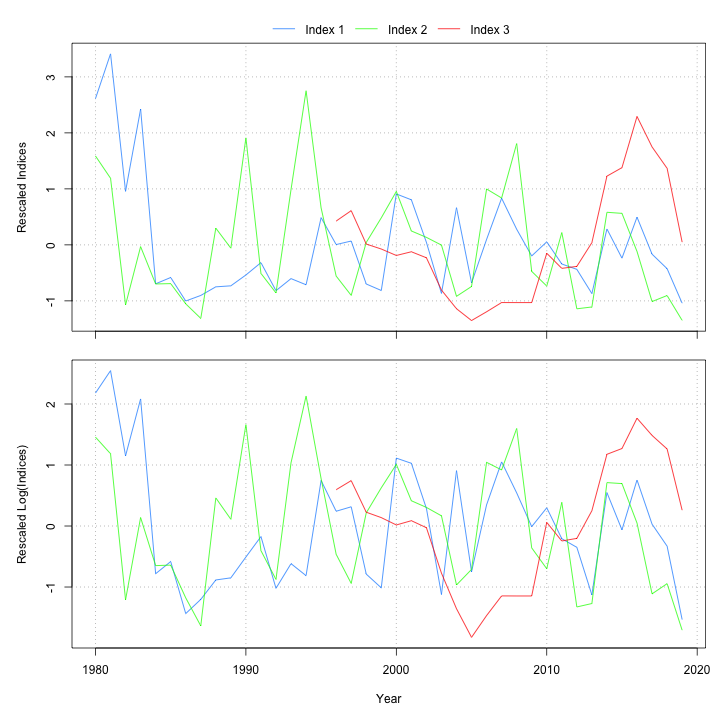 Index 1 Index 2 Index 3
3
2
1
0
-1
Rescaled Indices
2
1
0
-1
Rescaled Log(Indices)
1980 1990 2000 2010 2020
Year